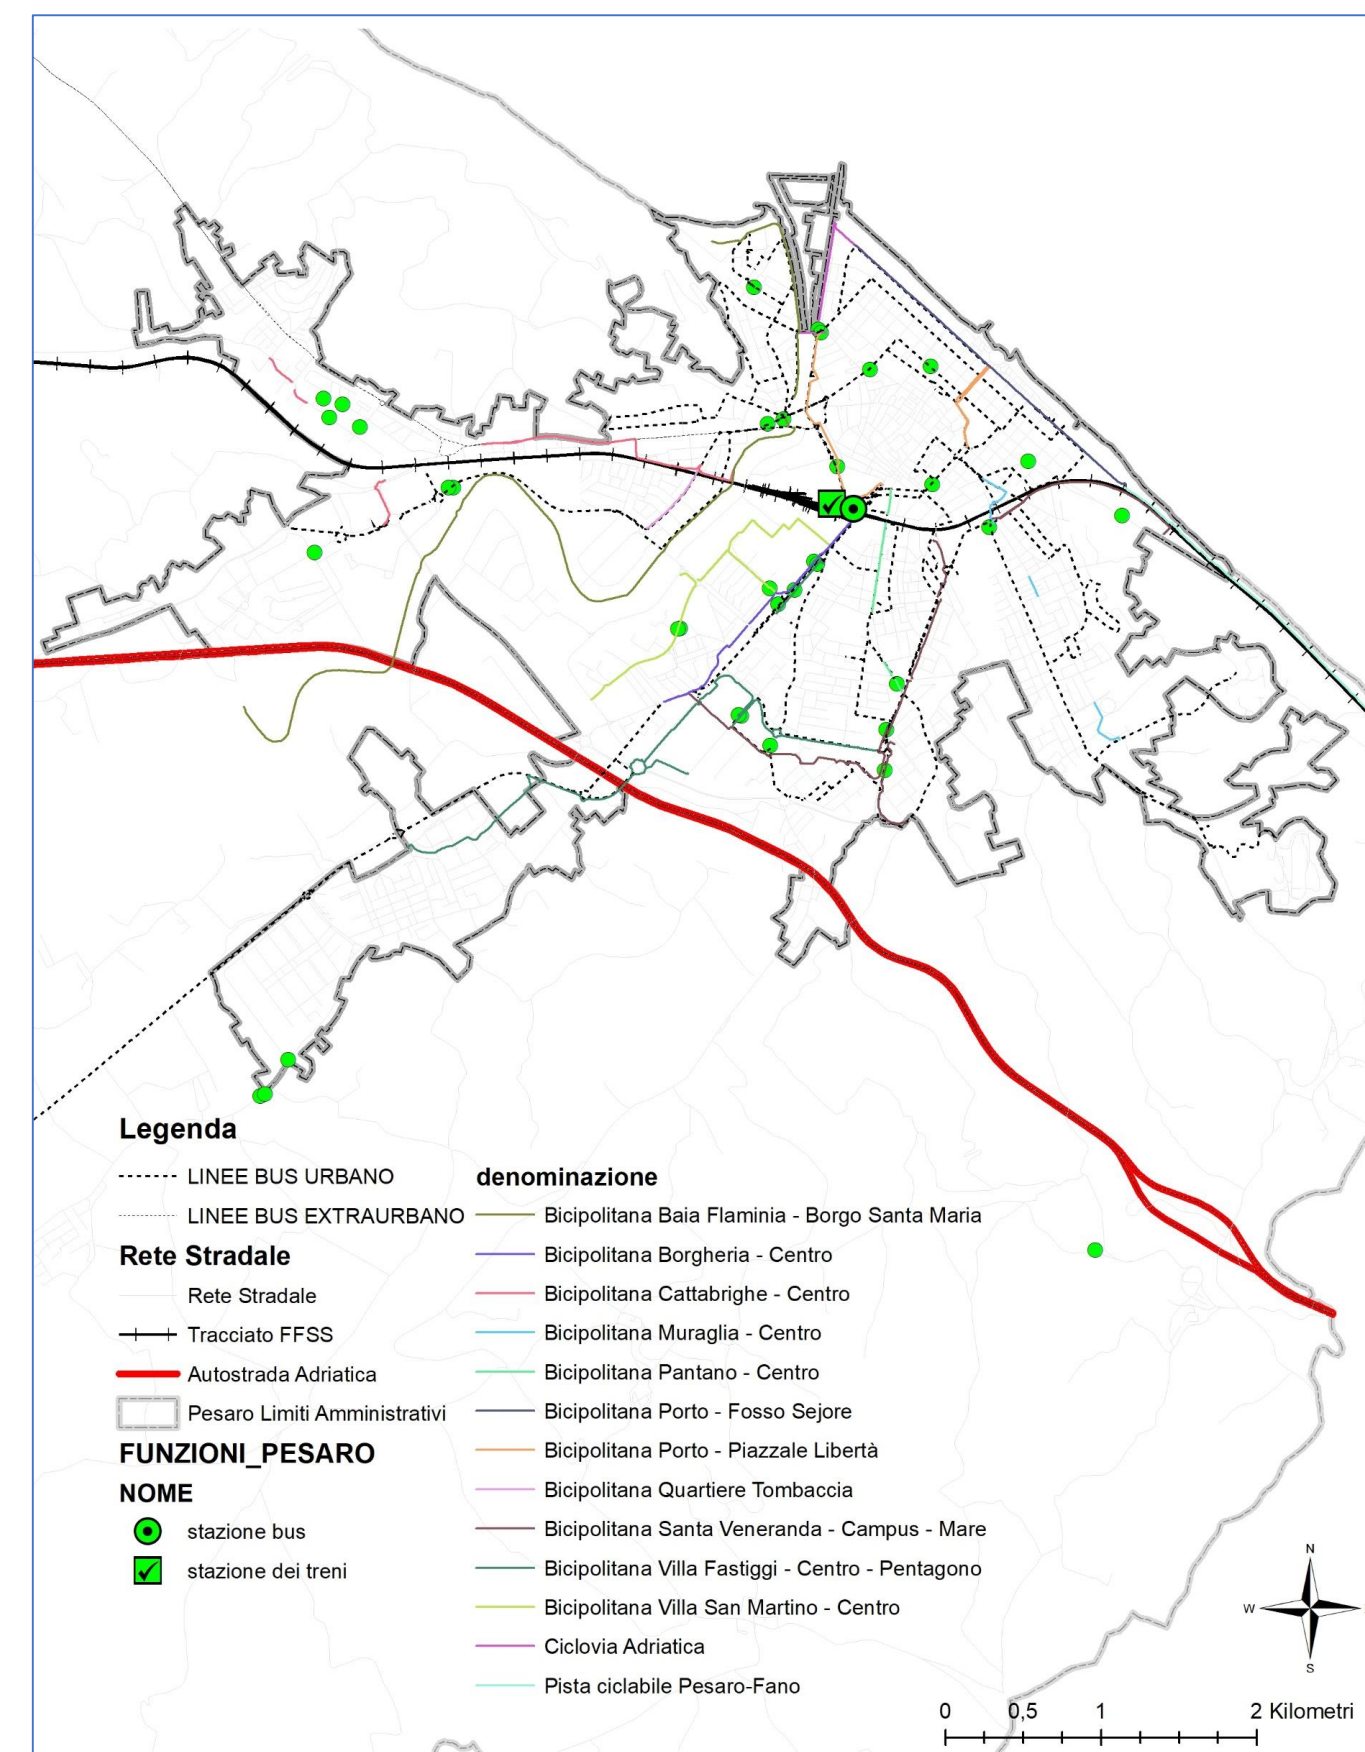 Legenda
LINEE BUS URBANO
LINEE BUS EXTRAURBANO
Rete Stradale
Rete Stradale
Tracciato FFSS
Autostrada Adriatica
Pesaro Limiti Amministrativi
FUNZIONI_PESARO
NOME
stazione bus
stazione dei treni
denominazione
Bicipolitana Baia Flaminia - Borgo Santa Maria
Bicipolitana Borgheria - Centro
Bicipolitana Cattabrighe - Centro
Bicipolitana Muraglia - Centro
Bicipolitana Pantano - Centro
Bicipolitana Porto - Fosso Sejore
Bicipolitana Porto - Piazzale Libertà
Bicipolitana Quartiere Tombaccia
Bicipolitana Santa Veneranda - Campus - Mare
Bicipolitana Villa Fastiggi - Centro - Pentagono
Bicipolitana Villa San Martino - Centro
Ciclovia Adriatica
Pista ciclabile Pesaro-Fano
N
W
S
0 0,5 1 2 Kilometri